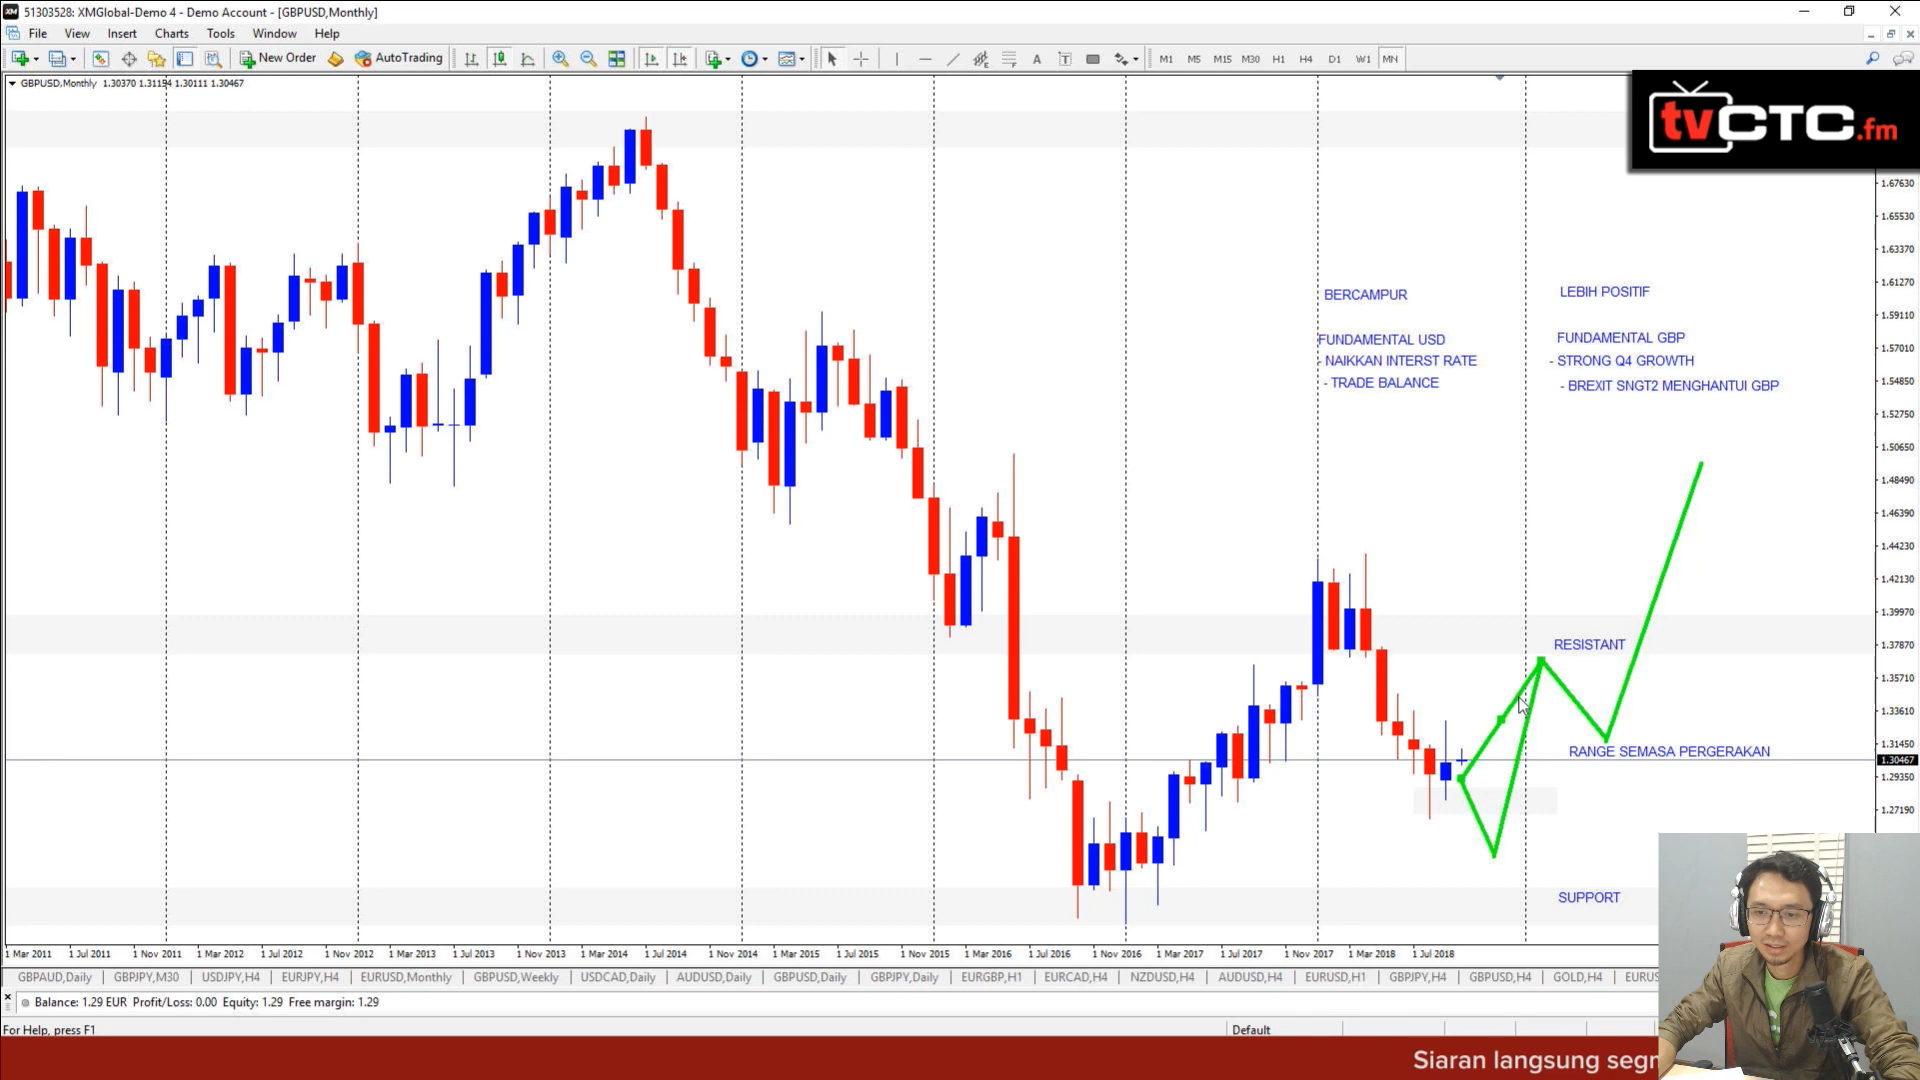 51303528: XMGlobal-Demo 4 - Demo Account - [GBPUSD,Monthly]
File View Insert Charts Tools Window Help
New Order AutoTrading M1 M5 M15 M30 H1 H4 D1 W1 MN
GBPUSD,Monthly 1.30370 1.31194 1.30111 1.30467
tvCTC.fm
1.67630
1.65530
1.63370
1.61270
1.59110
1.57010
1.54850
1.52750
1.50650
1.48490
1.46390
1.44230
1.42130
1.39970
1.37870
1.35710
1.33610
1.31450
1.30467
1.29350
1.27190
BERCAMPUR
FUNDAMENTAL USD
- NAIKKAN INTERST RATE
- TRADE BALANCE
LEBIH POSITIF
FUNDAMENTAL GBP
- STRONG Q4 GROWTH
- BREXIT SNGT2 MENGHANTUI GBP
RESISTANT
RANGE SEMASA PERGERAKAN
SUPPORT
1 Mar 2011 1 Jul 2011 1 Nov 2011 1 Mar 2012 1 Jul 2012 1 Nov 2012 1 Mar 2013 1 Jul 2013 1 Nov 2013 1 Mar 2014 1 Jul 2014 1 Nov 2014 1 Mar 2015 1 Jul 2015 1 Nov 2015 1 Mar 2016 1 Jul 2016 1 Nov 2016 1 Mar 2017 1 Jul 2017 1 Nov 2017 1 Mar 2018 1 Jul 2018
GBPAUD,Daily | GBPJPY,M30 | USDJPY,H4 | EURJPY,H4 | EURUSD,Monthly | GBPUSD,Weekly | USDCAD,Daily | AUDUSD,Daily | GBPUSD,Daily | GBPJPY,Daily | EURGBP,H1 | EURCAD,H4 | NZDUSD,H4 | AUDUSD,H4 | EURUSD,H1 | GBPJPY,H4 | GBPUSD,H4 | GOLD,H4 | EURUS
Balance: 1.29 EUR Profit/Loss: 0.00 Equity: 1.29 Free margin: 1.29
For Help, press F1 Default
Siaran langsung segm